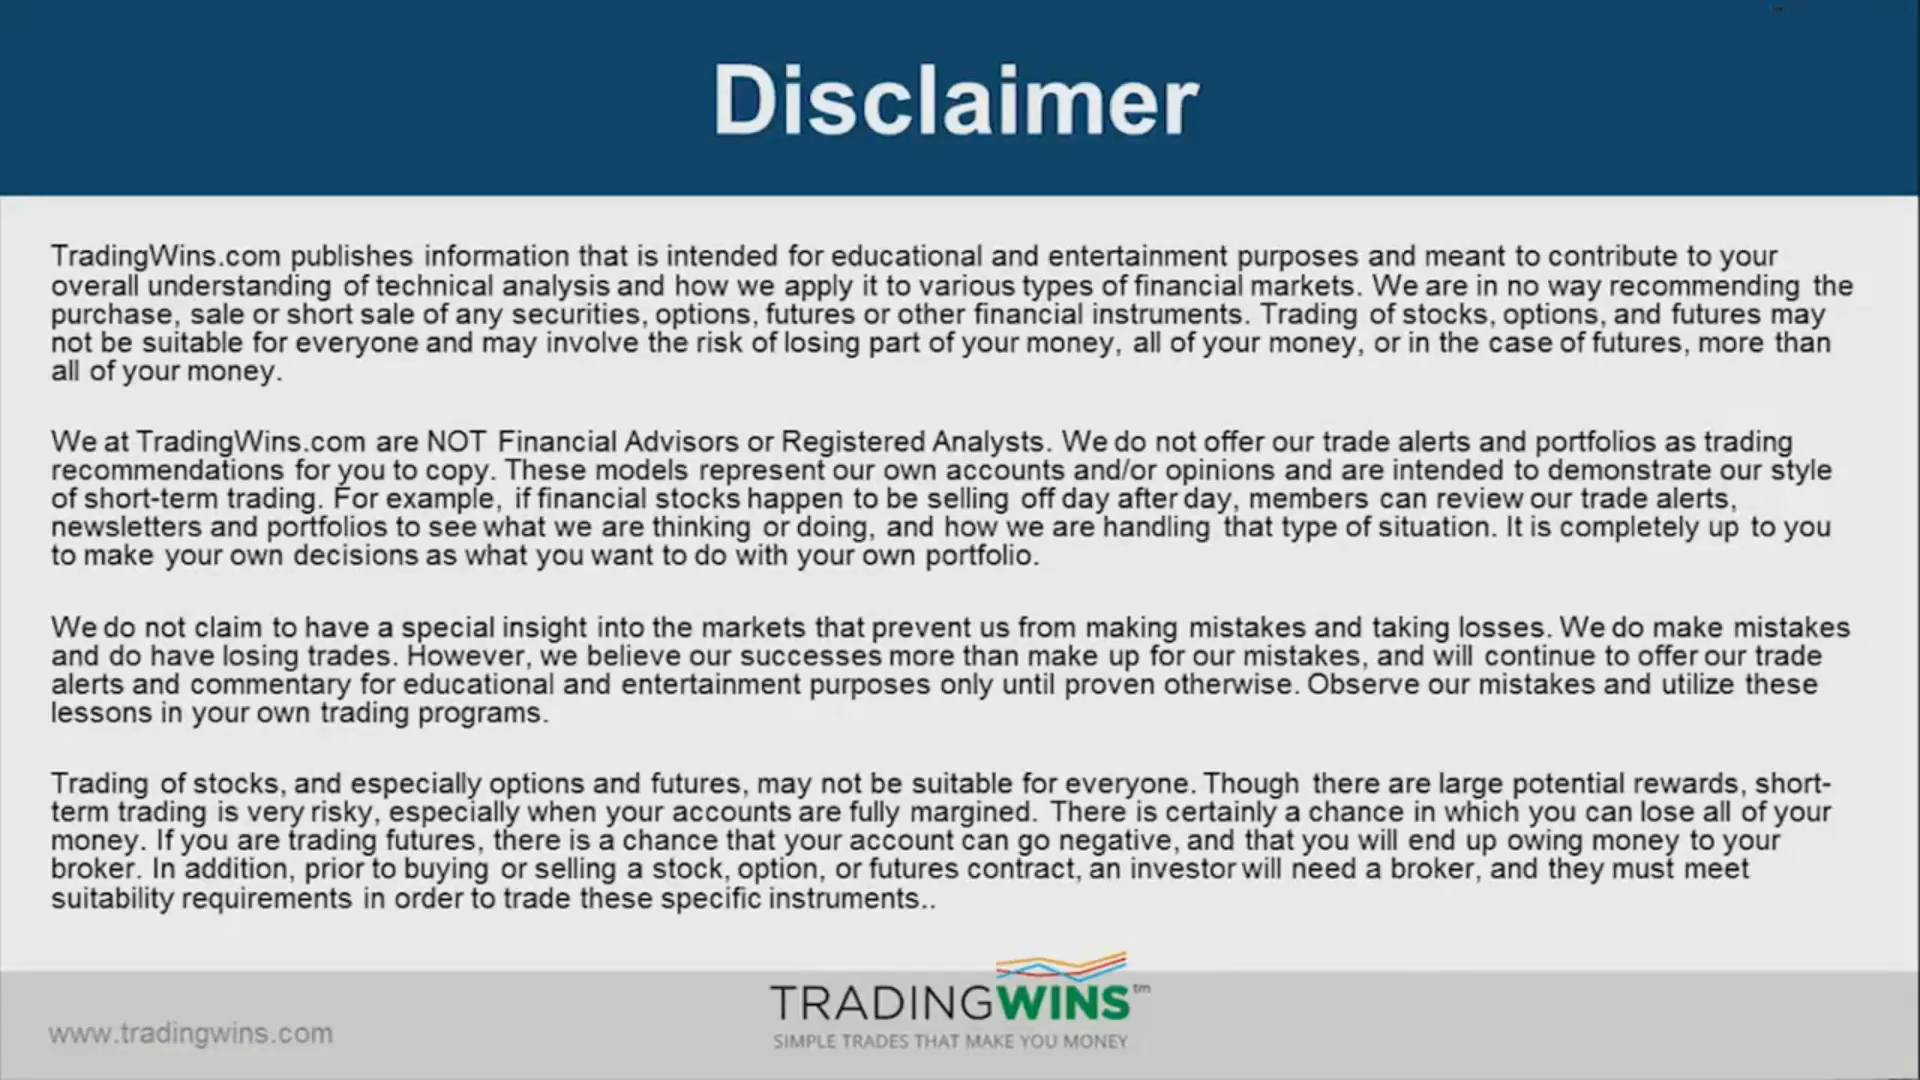 Disclaimer
TradingWins.com publishes information that is intended for educational and entertainment purposes and meant to contribute to your
overall understanding of technical analysis and how we apply it to various types of financial markets. We are in no way recommending the
purchase, sale or short sale of any securities, options, futures or other financial instruments. Trading of stocks, options, and futures may
not be suitable for everyone and may involve the risk of losing part of your money, all of your money, or in the case of futures, more than
all of your money.
We at TradingWins.com are NOT Financial Advisors or Registered Analysts. We do not offer our trade alerts and portfolios as trading
recommendations for you to copy. These models represent our own accounts and/or opinions and are intended to demonstrate our style
of short-term trading. For example, if financial stocks happen to be selling off day after day, members can review our trade alerts,
newsletters and portfolios to see what we are thinking or doing, and how we are handling that type of situation. It is completely up to you
to make your own decisions as what you want to do with your own portfolio.
We do not claim to have a special insight into the markets that prevent us from making mistakes and taking losses. We do make mistakes
and do have losing trades. However, we believe our successes more than make up for our mistakes, and will continue to offer our trade
alerts and commentary for educational and entertainment purposes only until proven otherwise. Observe our mistakes and utilize these
lessons in your own trading programs.
Trading of stocks, and especially options and futures, may not be suitable for everyone. Though there are large potential rewards, short-
term trading is very risky, especially when your accounts are fully margined. There is certainly a chance in which you can lose all of your
money. If you are trading futures, there is a chance that your account can go negative, and that you will end up owing money to your
broker. In addition, prior to buying or selling a stock, option, or futures contract, an investor will need a broker, and they must meet
suitability requirements in order to trade these specific instruments..
TRADINGWINS tm
SIMPLE TRADES THAT MAKE YOU MONEY
www.tradingwins.com